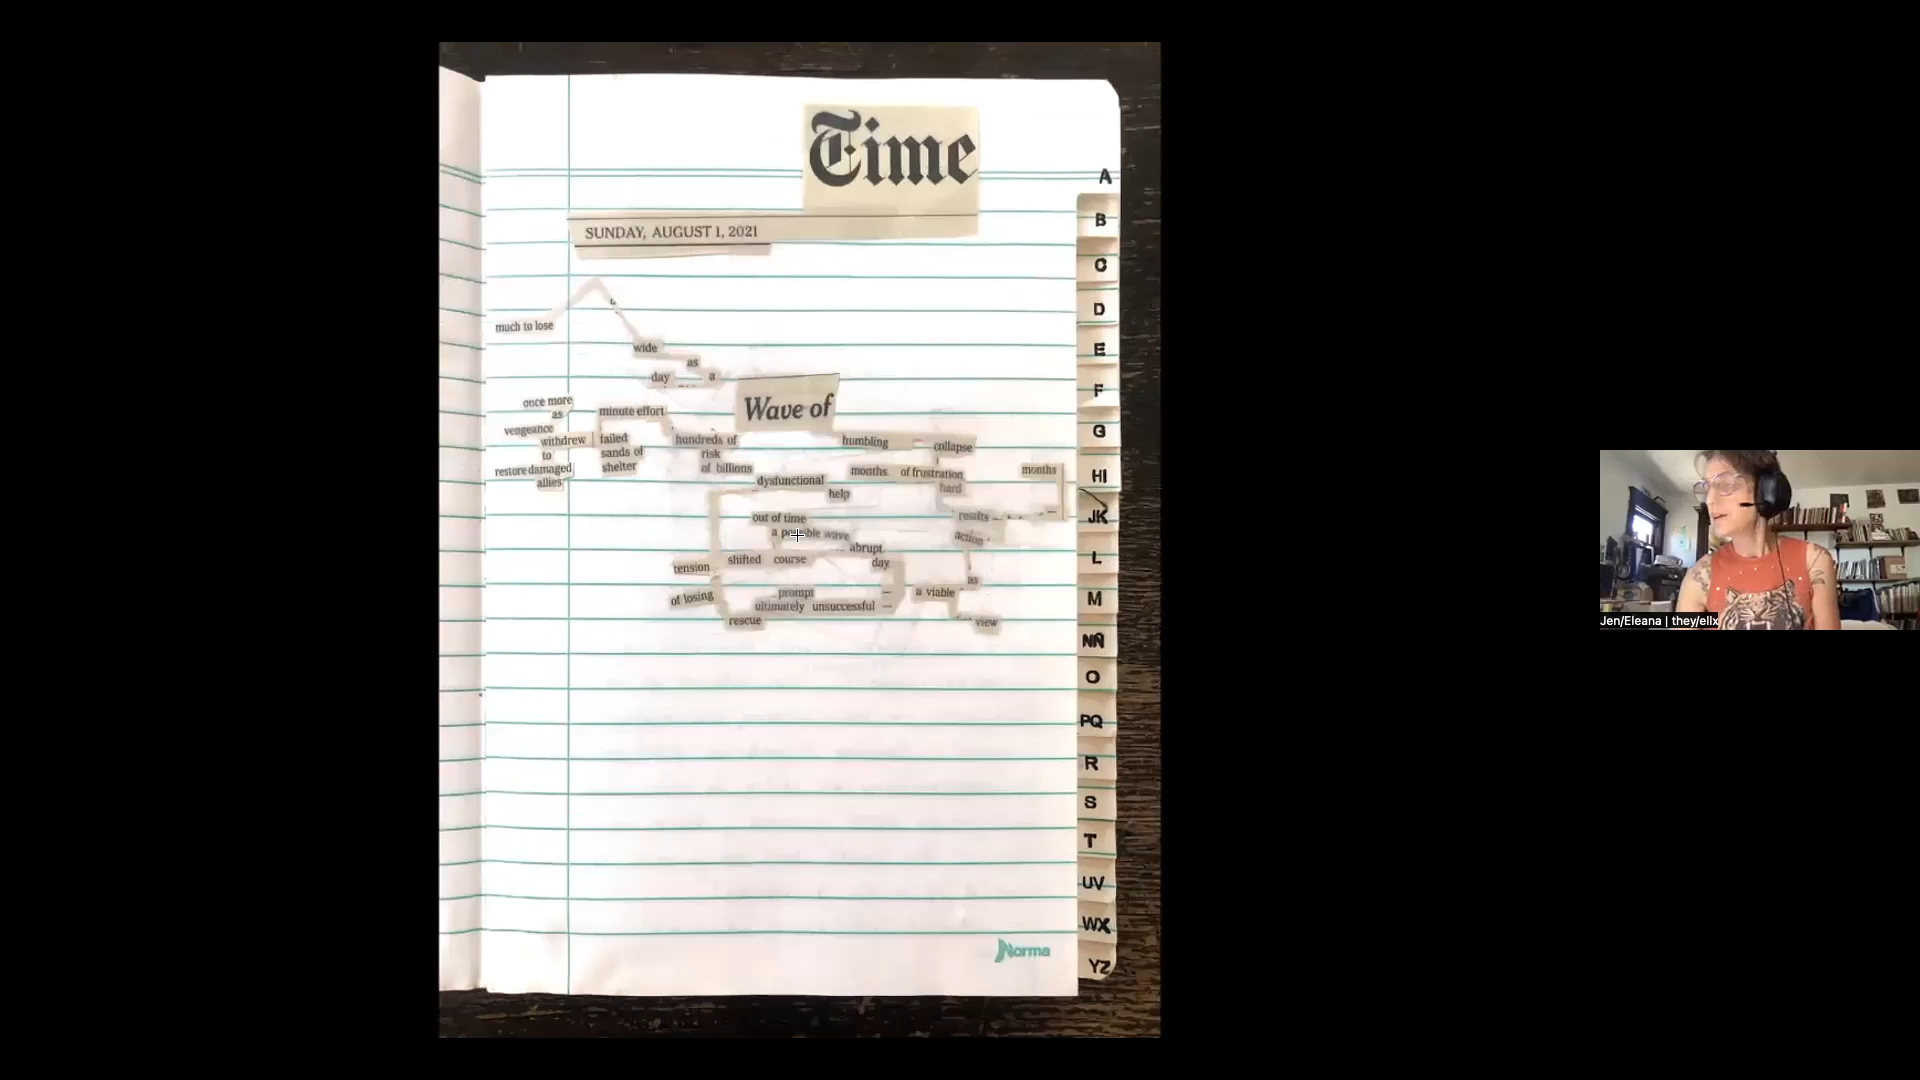 Time
SUNDAY, AUGUST 1, 2021
much to lose
wide
as
day a
Wave of
once more
as
vengeance
withdrew
to
restore damaged
allies
minute effort
failed
sands of
shelter
hundreds of
risk
of billions
dysfunctional
help
humbling collapse
months of frustration
hard
months
results
action
as
a viable
view
out of time
a possible wave
abrupt
day
shifted course
tension
of losing
prompt
ultimately unsuccessful
rescue
A
B
C
D
E
F
G
HI
JK
L
M
NÑ
O
PQ
R
S
T
UV
WX
YZ
Norma
Jen/Eleana | they/ellx